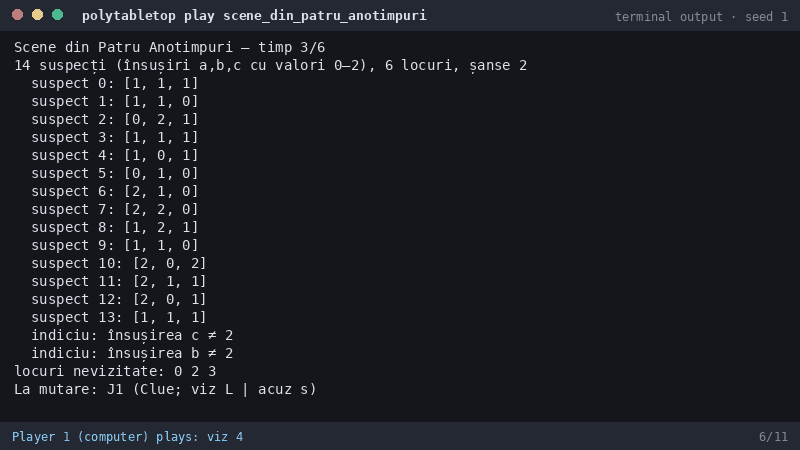 polytabletop play scene_din_patru_anotimpuri
terminal output · seed 1
Scene din Patru Anotimpuri — timp 3/6
14 suspecți (însușiri a,b,c cu valori 0–2), 6 locuri, șanse 2
suspect 0: [1, 1, 1]
suspect 1: [1, 1, 0]
suspect 2: [0, 2, 1]
suspect 3: [1, 1, 1]
suspect 4: [1, 0, 1]
suspect 5: [0, 1, 0]
suspect 6: [2, 1, 0]
suspect 7: [2, 2, 0]
suspect 8: [1, 2, 1]
suspect 9: [1, 1, 0]
suspect 10: [2, 0, 2]
suspect 11: [2, 1, 1]
suspect 12: [2, 0, 1]
suspect 13: [1, 1, 1]
indiciu: însușirea c ≠ 2
indiciu: însușirea b ≠ 2
locuri nevizitate: 0 2 3
La mutare: J1 (Clue; viz L | acuz s)
Player 1 (computer) plays: viz 4
6/11